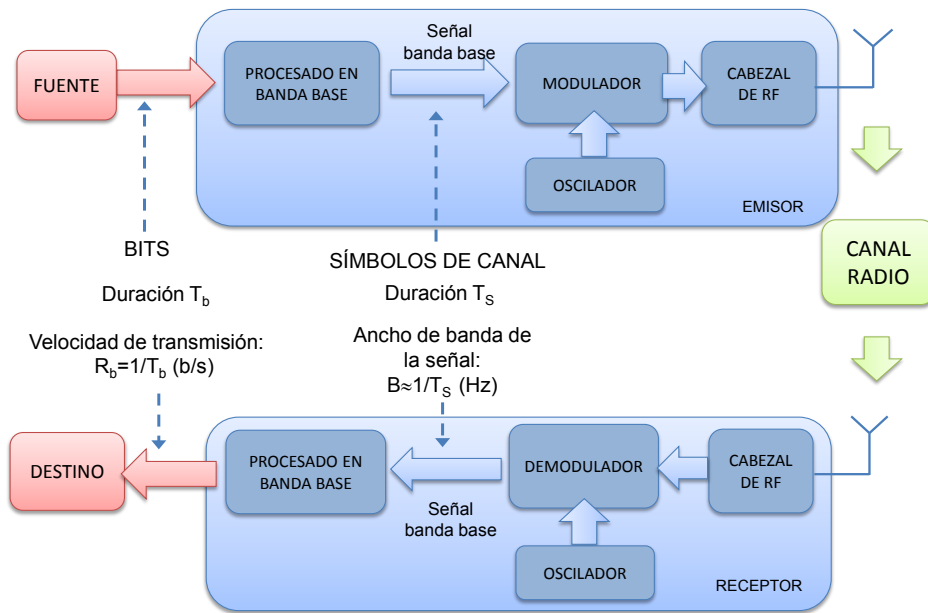 Señal
banda base
FUENTE
PROCESADO EN
BANDA BASE
MODULADOR
CABEZAL
DE RF
OSCILADOR
EMISOR
BITS
Duración T_b
SÍMBOLOS DE CANAL
Duración T_S
CANAL
RADIO
Velocidad de transmisión:
R_b=1/T_b (b/s)
Ancho de banda de
la señal:
B≈1/T_S (Hz)
DESTINO
PROCESADO EN
BANDA BASE
Señal
banda base
DEMODULADOR
CABEZAL
DE RF
OSCILADOR
RECEPTOR